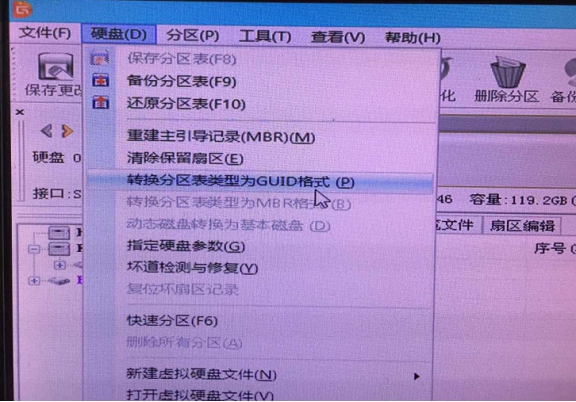 文件(F) 硬盘(D) 分区(P) 工具(T) 查看(V) 帮助(H)
保存分区表(F8)
备份分区表(F9)
还原分区表(F10)
保存更 化 删除分区 备份
重建主引导记录(MBR)(M)
清除保留扇区(E)
硬盘 0
转换分区表类型为GUID格式 (P)
接口:S 转换分区表类型为MBR格式(B) 46 容量:119.2GB
动态磁盘转换为基本磁盘 (D) 文件 扇区编辑
指定硬盘参数(G) 序号(
坏道检测与修复(Y)
复位坏扇区记录
快速分区(F6)
删除所有分区(A)
新建虚拟硬盘文件(N)
打开虚拟硬盘文件(V)